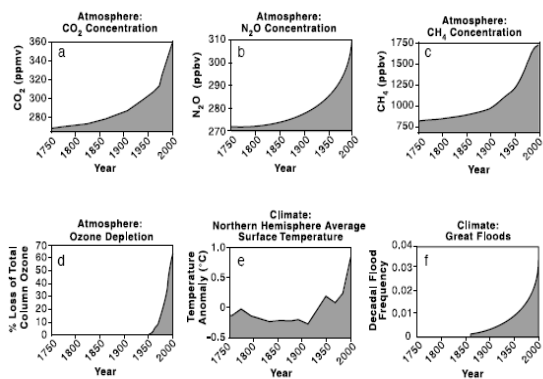 Atmosphere:
CO2 Concentration
a
CO2 (ppmv)
360
340
320
300
280
1750
1800
1850
1900
1950
2000
Year
Atmosphere:
N2O Concentration
b
N2O (ppbv)
310
300
290
280
270
1750
1800
1850
1900
1950
2000
Year
Atmosphere:
CH4 Concentration
c
CH4 (ppbv)
1750
1500
1250
1000
750
1750
1800
1850
1900
1950
2000
Year
Atmosphere:
Ozone Depletion
d
% Loss of Total
Column Ozone
70
60
50
40
30
20
10
0
1750
1800
1850
1900
1950
2000
Year
Climate:
Northern Hemisphere Average
Surface Temperature
e
Temperature
Anomaly (°C)
1.0
0.5
0
-0.5
1750
1800
1850
1900
1950
2000
Year
Climate:
Great Floods
f
Decadal Flood
Frequency
0.04
0.03
0.02
0.01
0
1750
1800
1850
1900
1950
2000
Year